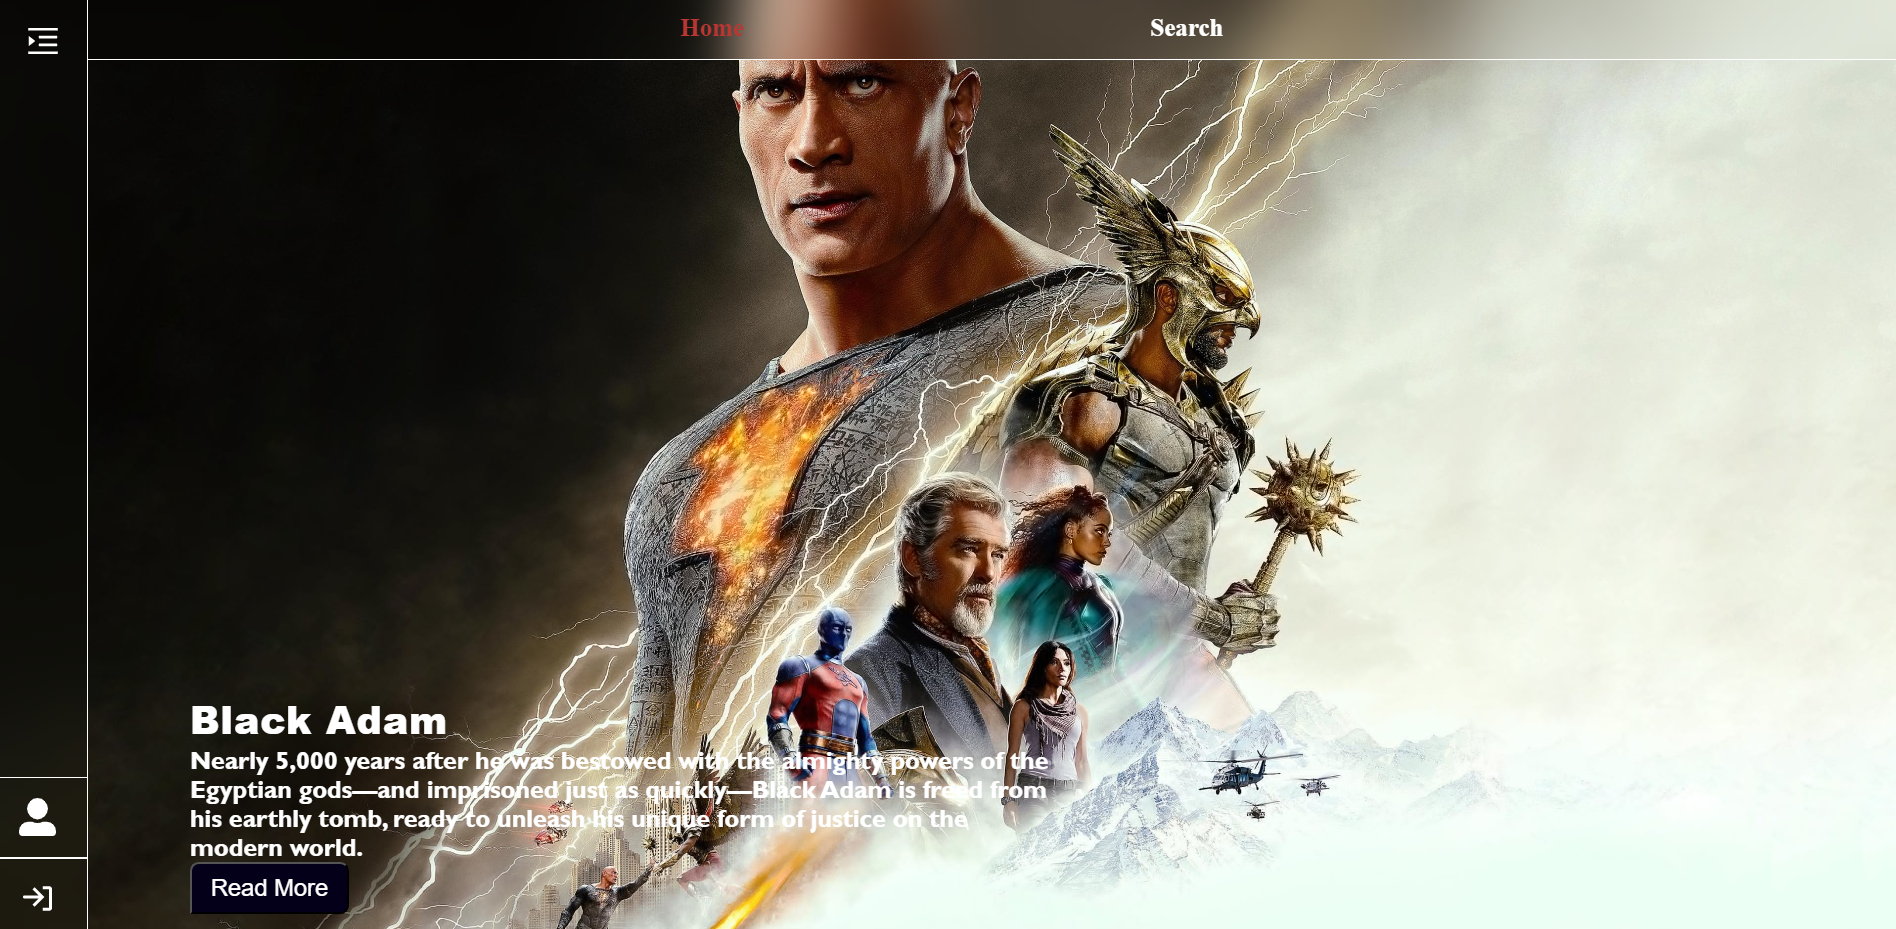 Home
Search
Black Adam
Nearly 5,000 years after he was bestowed with the almighty powers of the
Egyptian gods—and imprisoned just as quickly—Black Adam is freed from
his earthly tomb, ready to unleash his unique form of justice on the
modern world.
Read More